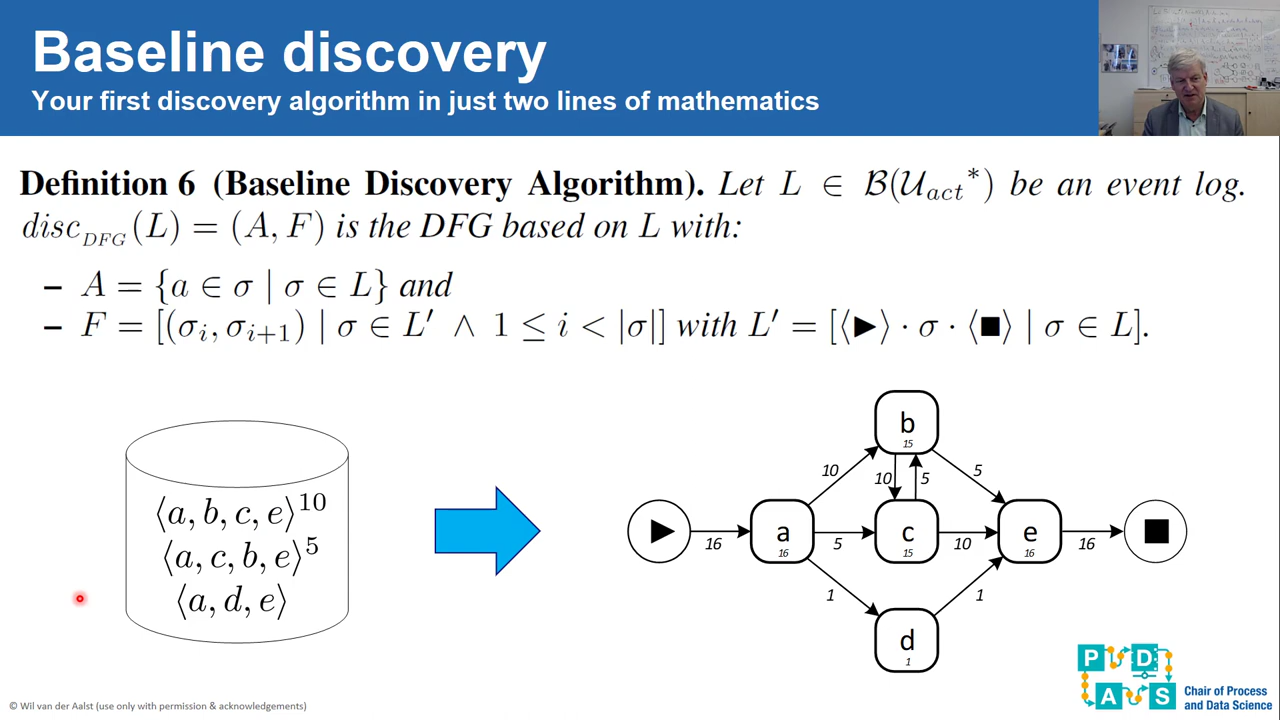 Baseline discovery
Your first discovery algorithm in just two lines of mathematics
Definition 6 (Baseline Discovery Algorithm). Let L ∈ B(U_act*) be an event log.
disc_DFG(L) = (A, F) is the DFG based on L with:
– A = {a ∈ σ | σ ∈ L} and
– F = [(σ_i, σ_{i+1}) | σ ∈ L′ ∧ 1 ≤ i < |σ|] with L′ = [⟨▶⟩ · σ · ⟨■⟩ | σ ∈ L].
⟨a, b, c, e⟩^10
⟨a, c, b, e⟩^5
⟨a, d, e⟩
b
15
10
10
5
5
16
a
16
5
c
15
10
e
16
16
1
1
d
1
P D
A S
Chair of Process
and Data Science
© Wil van der Aalst (use only with permission & acknowledgements)